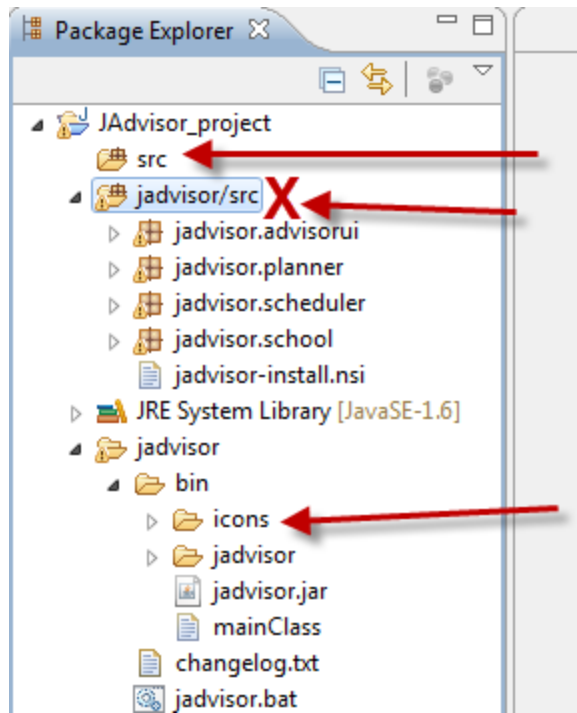 Package Explorer
JAdvisor_project
src
jadvisor/src X
jadvisor.advisorui
jadvisor.planner
jadvisor.scheduler
jadvisor.school
jadvisor-install.nsi
JRE System Library [JavaSE-1.6]
jadvisor
bin
icons
jadvisor
jadvisor.jar
mainClass
changelog.txt
jadvisor.bat